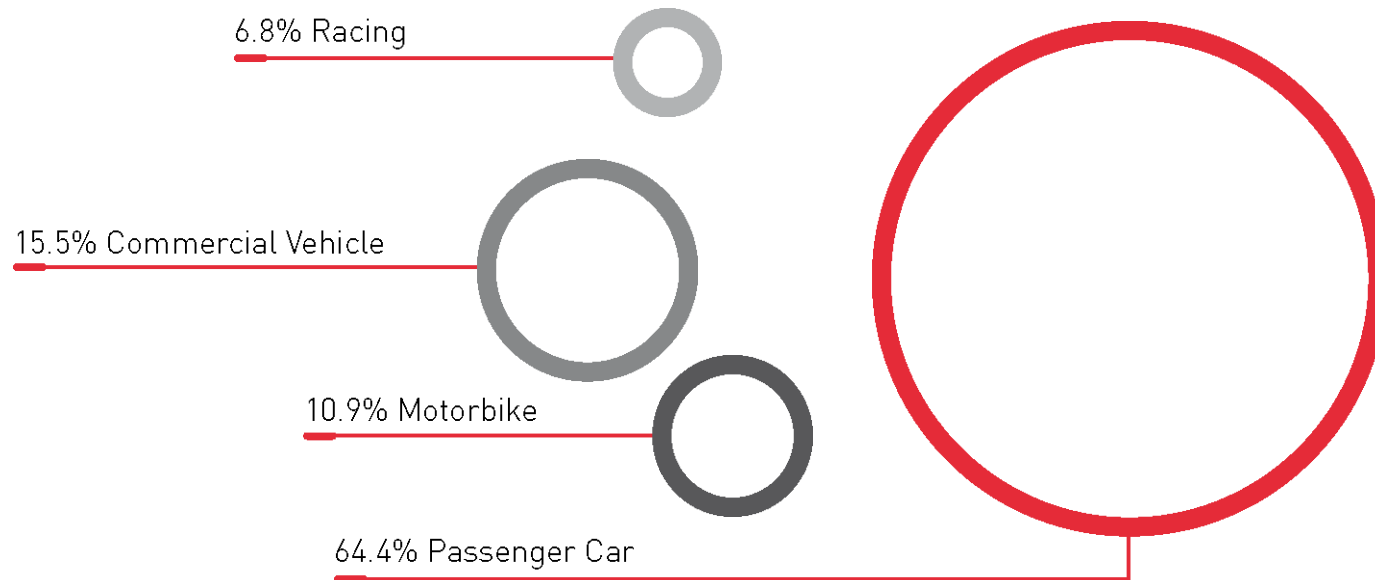 6.8% Racing
15.5% Commercial Vehicle
10.9% Motorbike
64.4% Passenger Car